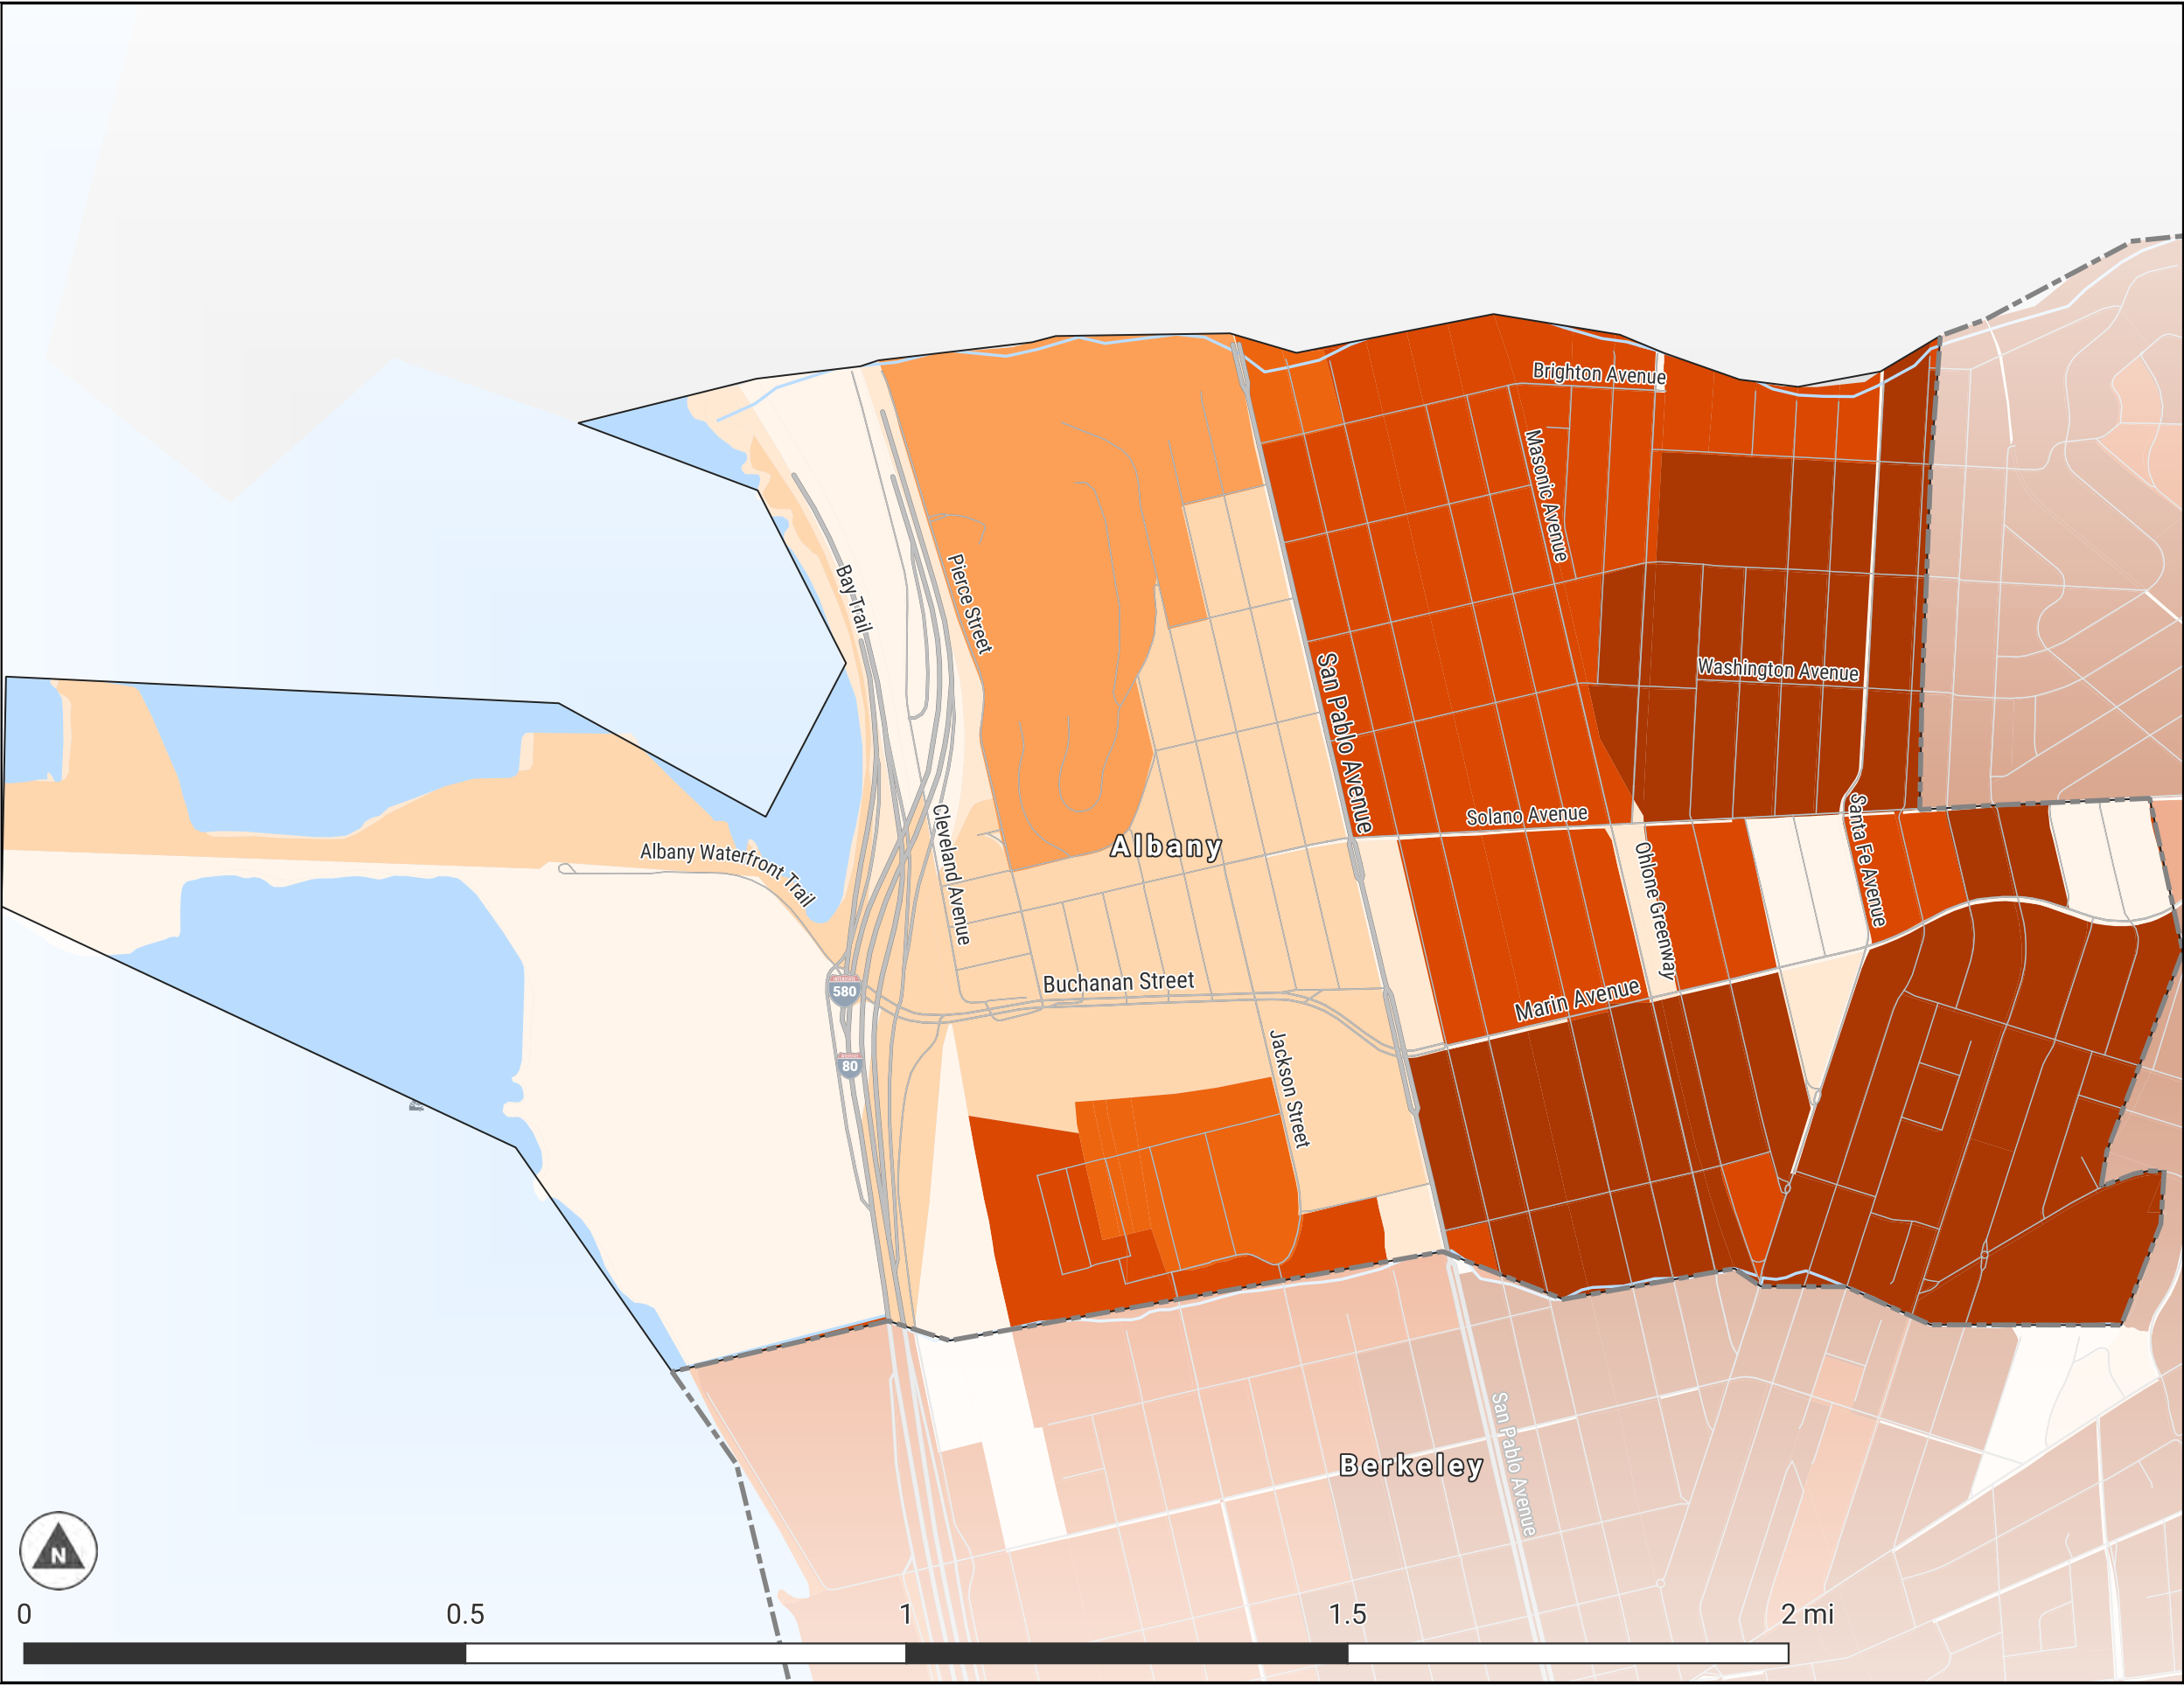 Brighton Avenue
Masonic Avenue
Pierce Street
Bay Trail
San Pablo Avenue
Washington Avenue
Solano Avenue
Santa Fe Avenue
Cleveland Avenue
Albany
Albany Waterfront Trail
Ohlone Greenway
Buchanan Street
580
Marin Avenue
80
Jackson Street
San Pablo Avenue
Berkeley
N
0 0.5 1 1.5 2 mi